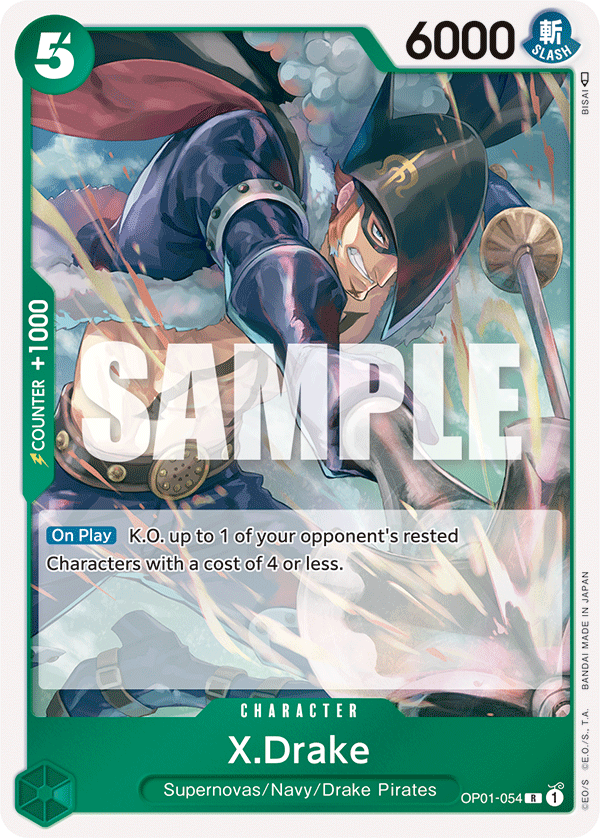 5
6000
斬
SLASH
BISAI
COUNTER +1000
SAMPLE
On Play K.O. up to 1 of your opponent's rested
Characters with a cost of 4 or less.
CHARACTER
X.Drake
Supernovas/Navy/Drake Pirates
OP01-054 R 1
©E.O/S ©E.O./S., T.A. BANDAI MADE IN JAPAN